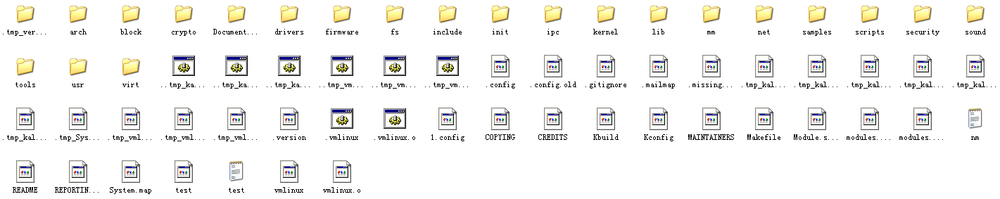 .tmp_ver... arch block crypto Document... drivers firmware fs include init ipc kernel lib mm net samples scripts security sound
tools usr virt ..tmp_ka... ..tmp_ka... ..tmp_ka... ..tmp_vm... ..tmp_vm... ..tmp_vm... .config .config.old .gitignore .mailmap .missing... .tmp_kal... .tmp_kal... .tmp_kal... .tmp_kal... .tmp_kal...
.tmp_kal... .tmp_Sys... .tmp_vml... .tmp_vml... .tmp_vml... .version .vmlinux .vmlinux.o 1.config COPYING CREDITS Kbuild Kconfig MAINTAINERS Makefile Module.s... modules.... modules.... nm
README REPORTIN... System.map test test vmlinux vmlinux.o